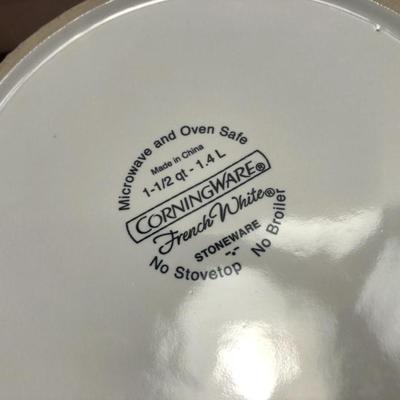 Microwave and Oven Safe
Made in China
1-1/2 qt - 1.4 L
CORNINGWARE®
French White®
STONEWARE
No Stovetop No Broiler